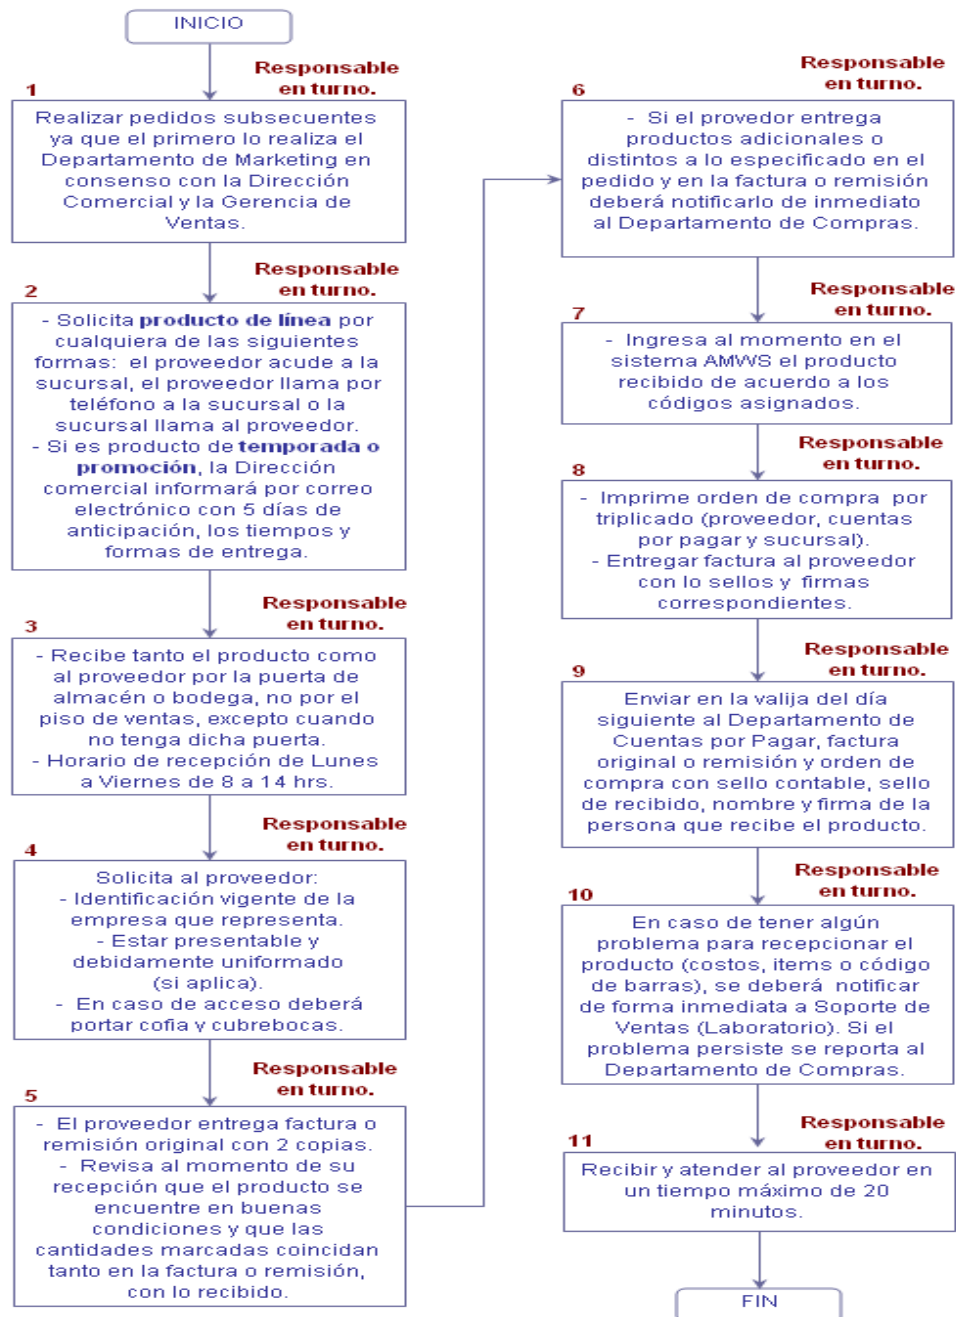 INICIO
Responsable
en turno.
1
Realizar pedidos subsecuentes
ya que el primero lo realiza el
Departamento de Marketing en
consenso con la Dirección
Comercial y la Gerencia de
Ventas.
Responsable
en turno.
2
- Solicita producto de línea por
cualquiera de las siguientes
formas: el proveedor acude a la
sucursal, el proveedor llama por
teléfono a la sucursal o la
sucursal llama al proveedor.
- Si es producto de temporada o
promoción, la Dirección
comercial informará por correo
electrónico con 5 días de
anticipación, los tiempos y
formas de entrega.
Responsable
en turno.
3
- Recibe tanto el producto como
al proveedor por la puerta de
almacén o bodega, no por el
piso de ventas, excepto cuando
no tenga dicha puerta.
- Horario de recepción de Lunes
a Viernes de 8 a 14 hrs.
Responsable
en turno.
4
Solicita al proveedor:
- Identificación vigente de la
empresa que representa.
- Estar presentable y
debidamente uniformado
(si aplica).
- En caso de acceso deberá
portar cofia y cubrebocas.
Responsable
en turno.
5
- El proveedor entrega factura o
remisión original con 2 copias.
- Revisa al momento de su
recepción que el producto se
encuentre en buenas
condiciones y que las
cantidades marcadas coincidan
tanto en la factura o remisión,
con lo recibido.
Responsable
en turno.
6
- Si el provedor entrega
productos adicionales o
distintos a lo especificado en el
pedido y en la factura o remisión
deberá notificarlo de inmediato
al Departamento de Compras.
Responsable
en turno.
7
- Ingresa al momento en el
sistema AMWS el producto
recibido de acuerdo a los
códigos asignados.
Responsable
en turno.
8
- Imprime orden de compra por
triplicado (proveedor, cuentas
por pagar y sucursal).
- Entregar factura al proveedor
con lo sellos y firmas
correspondientes.
Responsable
en turno.
9
Enviar en la valija del día
siguiente al Departamento de
Cuentas por Pagar, factura
original o remisión y orden de
compra con sello contable, sello
de recibido, nombre y firma de la
persona que recibe el producto.
Responsable
en turno.
10
En caso de tener algún
problema para recepcionar el
producto (costos, items o código
de barras), se deberá notificar
de forma inmediata a Soporte de
Ventas (Laboratorio). Si el
problema persiste se reporta al
Departamento de Compras.
Responsable
en turno.
11
Recibir y atender al proveedor en
un tiempo máximo de 20
minutos.
FIN